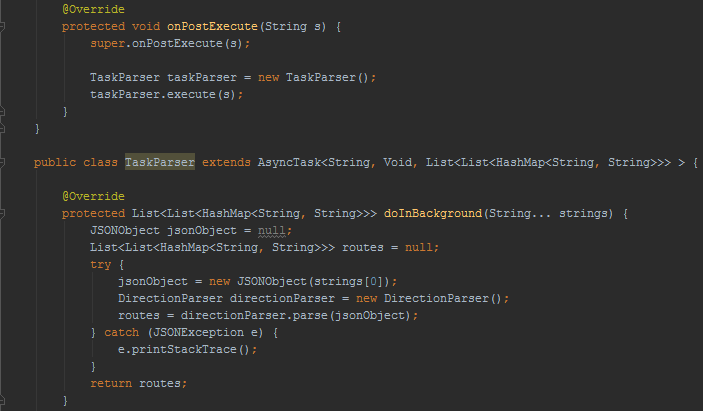 @Override
protected void onPostExecute(String s) {
super.onPostExecute(s);
TaskParser taskParser = new TaskParser();
taskParser.execute(s);
}
}
public class TaskParser extends AsyncTask<String, Void, List<List<HashMap<String, String>>> > {
@Override
protected List<List<HashMap<String, String>>> doInBackground(String... strings) {
JSONObject jsonObject = null;
List<List<HashMap<String, String>>> routes = null;
try {
jsonObject = new JSONObject(strings[0]);
DirectionParser directionParser = new DirectionParser();
routes = directionParser.parse(jsonObject);
} catch (JSONException e) {
e.printStackTrace();
}
return routes;
}